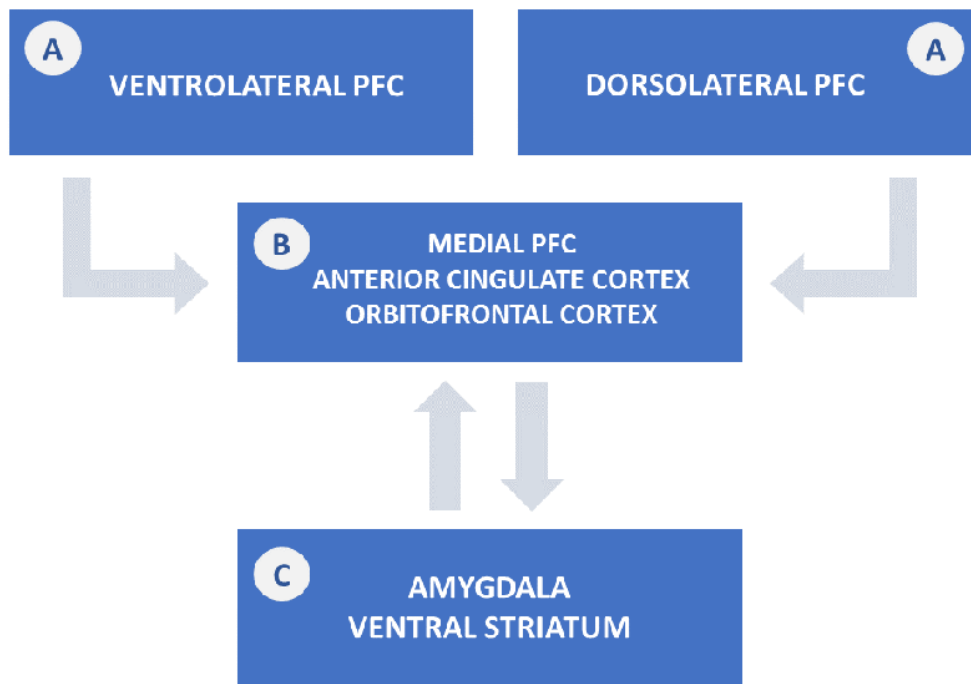 A
VENTROLATERAL PFC
DORSOLATERAL PFC
A
B
MEDIAL PFC
ANTERIOR CINGULATE CORTEX
ORBITOFRONTAL CORTEX
C
AMYGDALA
VENTRAL STRIATUM